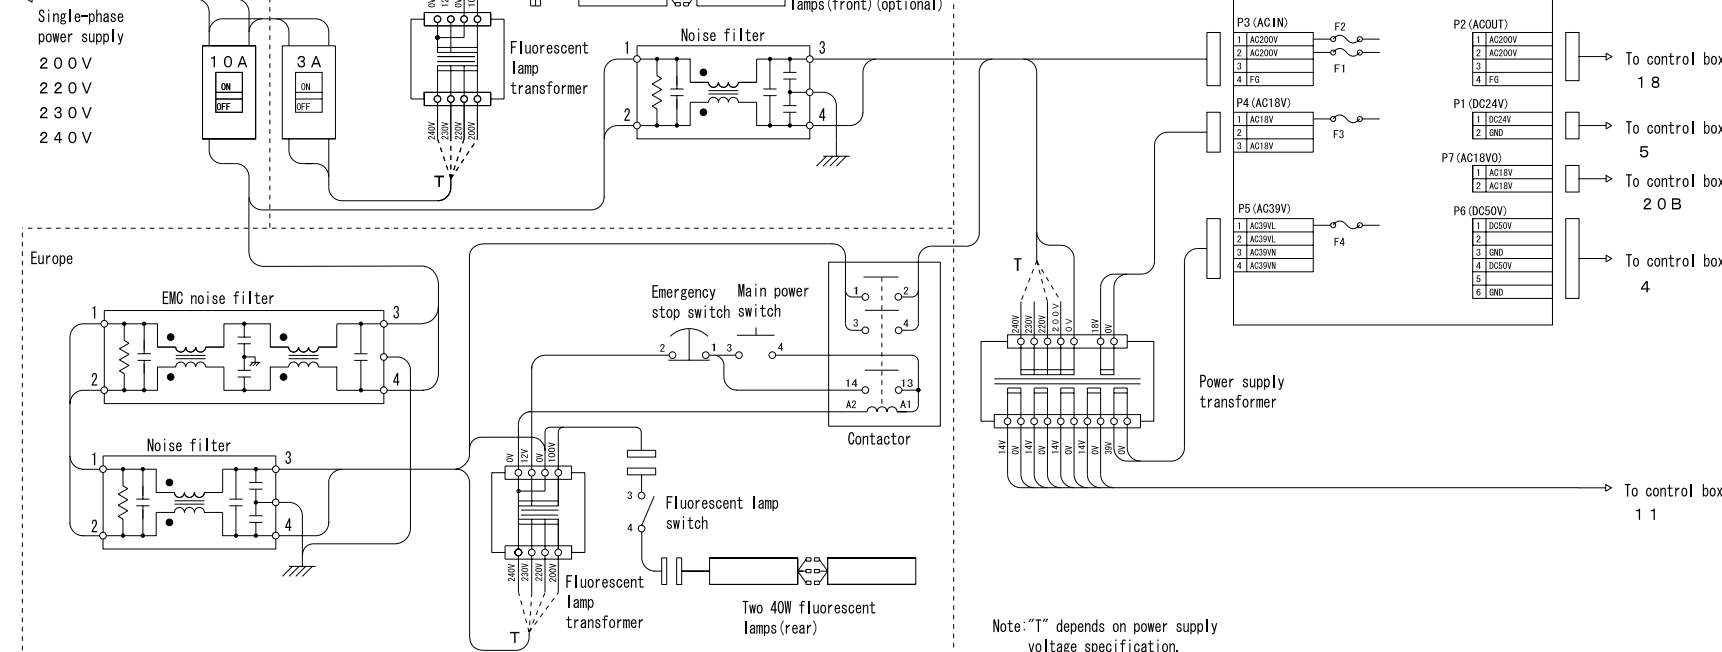 lamps(front)(optional)
Single-phase
power supply
200V
220V
230V
240V
10A
ON
OFF
3A
ON
OFF
0V
Fluorescent
lamp
transformer
240V
230V
220V
200V
T
Noise filter
1
3
2
4
P3(ACIN)
1 AC200V
2 AC200V
3
4 FG
F2
F1
P4(AC18V)
1 AC18V
2
3 AC18V
F3
P5(AC39V)
1 AC39VL
2 AC39VL
3 AC39VN
4 AC39VN
F4
P2(ACOUT)
1 AC200V
2 AC200V
3
4 FG
To control box
18
P1(DC24V)
1 DC24V
2 GND
To control box
5
P7(AC18VO)
1 AC18V
2 AC18V
To control box
20B
P6(DC50V)
1 DC50V
2
3 GND
4 DC50V
5
6 GND
To control box
4
Europe
EMC noise filter
1
3
2
4
Noise filter
1
3
2
4
Emergency
stop switch
Main power
switch
2
1
3
4
1
2
3
4
14
13
A2
A1
Contactor
0V
12V
0V
100V
240V
230V
220V
200V
T
Fluorescent
lamp
transformer
3
4
Fluorescent lamp
switch
Two 40W fluorescent
lamps(rear)
T
240V
230V
220V
200V
0V
18V
0V
Power supply
transformer
14V
0V
14V
0V
14V
0V
14V
0V
39V
0V
To control box
11
Note:"T" depends on power supply
voltage specification.